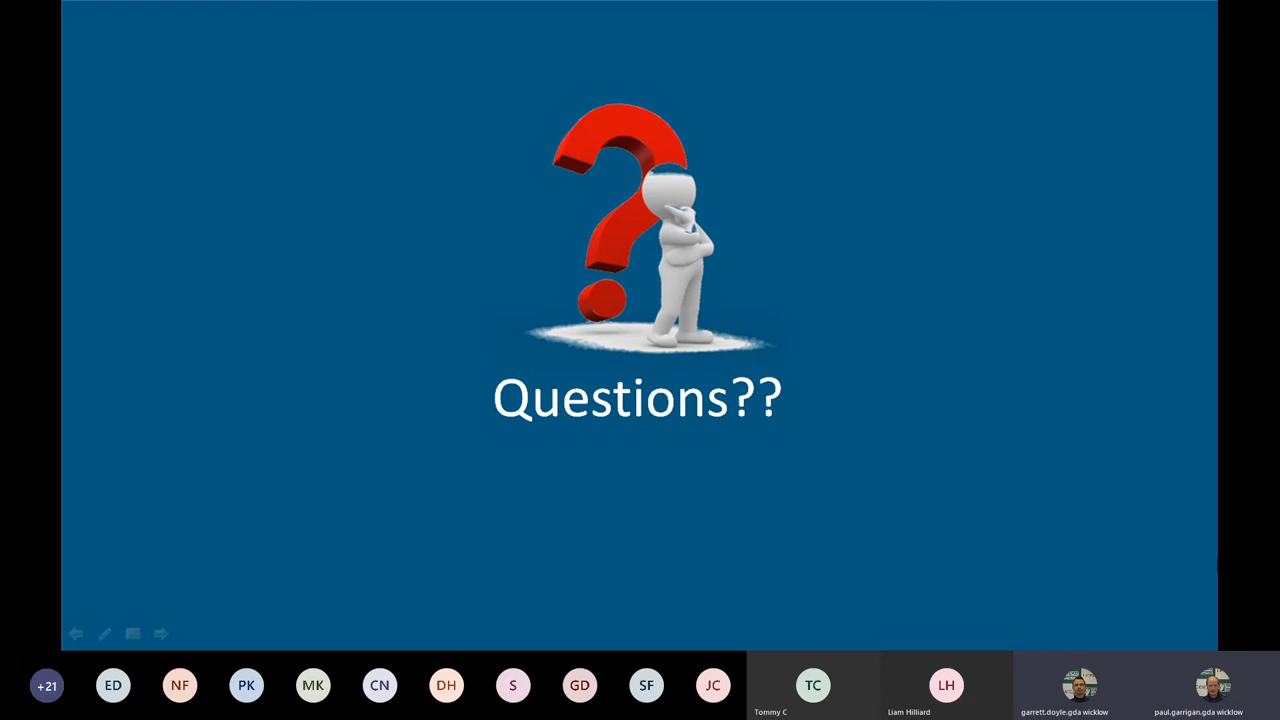 Questions??
+21
ED
NF
PK
MK
CN
DH
S
GD
SF
JC
TC
LH
Tommy C
Liam Hilliard
garrett.doyle.gda wicklow
paul.garrigan.gda wicklow